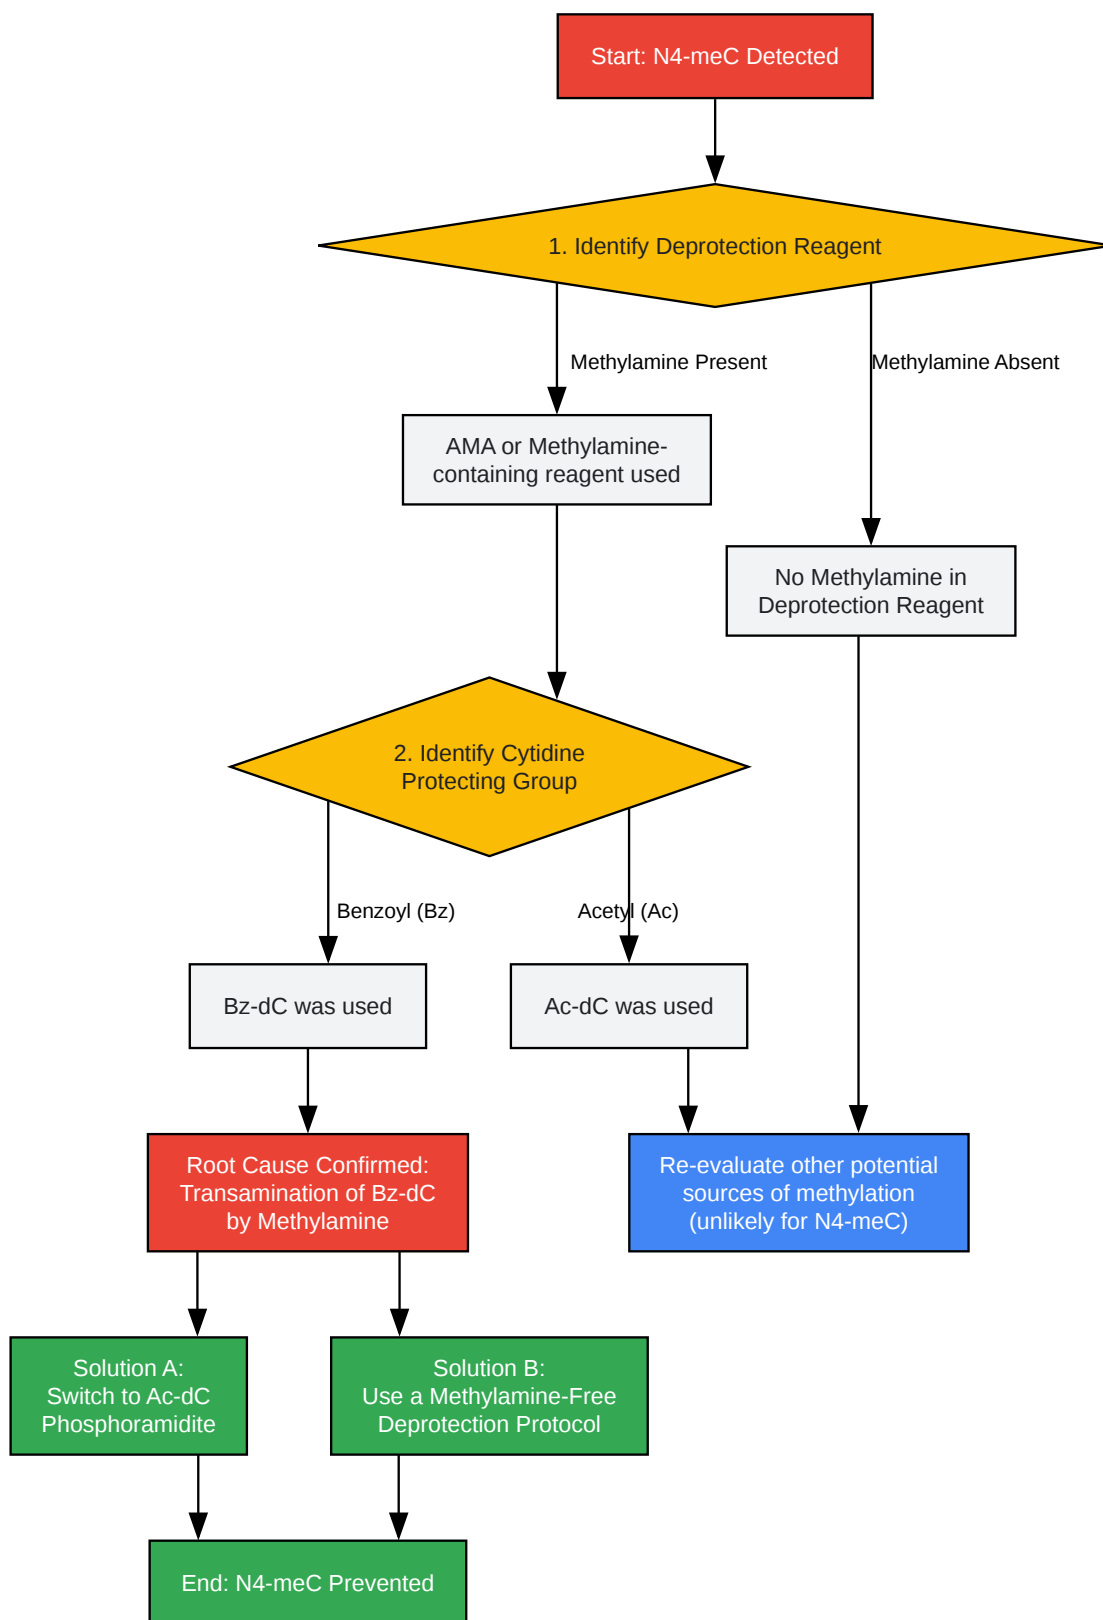 Start: N4-meC Detected
1. Identify Deprotection Reagent
Methylamine Present
Methylamine Absent
AMA or Methylamine-
containing reagent used
No Methylamine in
Deprotection Reagent
2. Identify Cytidine
Protecting Group
Benzoyl (Bz)
Acetyl (Ac)
Bz-dC was used
Ac-dC was used
Root Cause Confirmed:
Transamination of Bz-dC
by Methylamine
Re-evaluate other potential
sources of methylation
(unlikely for N4-meC)
Solution A:
Switch to Ac-dC
Phosphoramidite
Solution B:
Use a Methylamine-Free
Deprotection Protocol
End: N4-meC Prevented